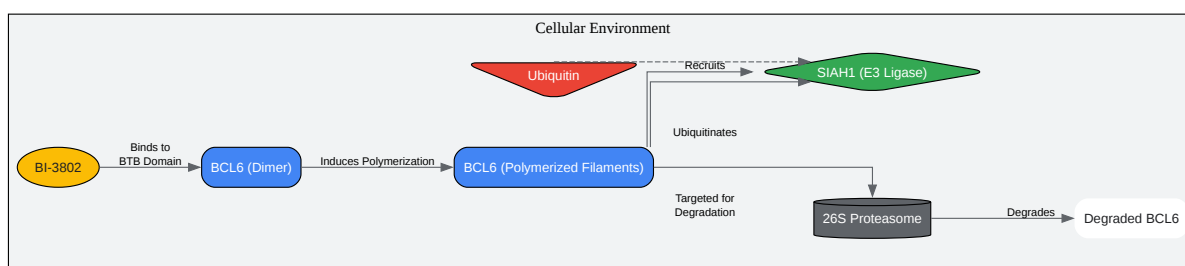 Cellular Environment
Ubiquitin
Recruits
SIAH1 (E3 Ligase)
Ubiquitinates
BI-3802
Binds to
BTB Domain
BCL6 (Dimer)
Induces Polymerization
BCL6 (Polymerized Filaments)
Targeted for
Degradation
26S Proteasome
Degrades
Degraded BCL6